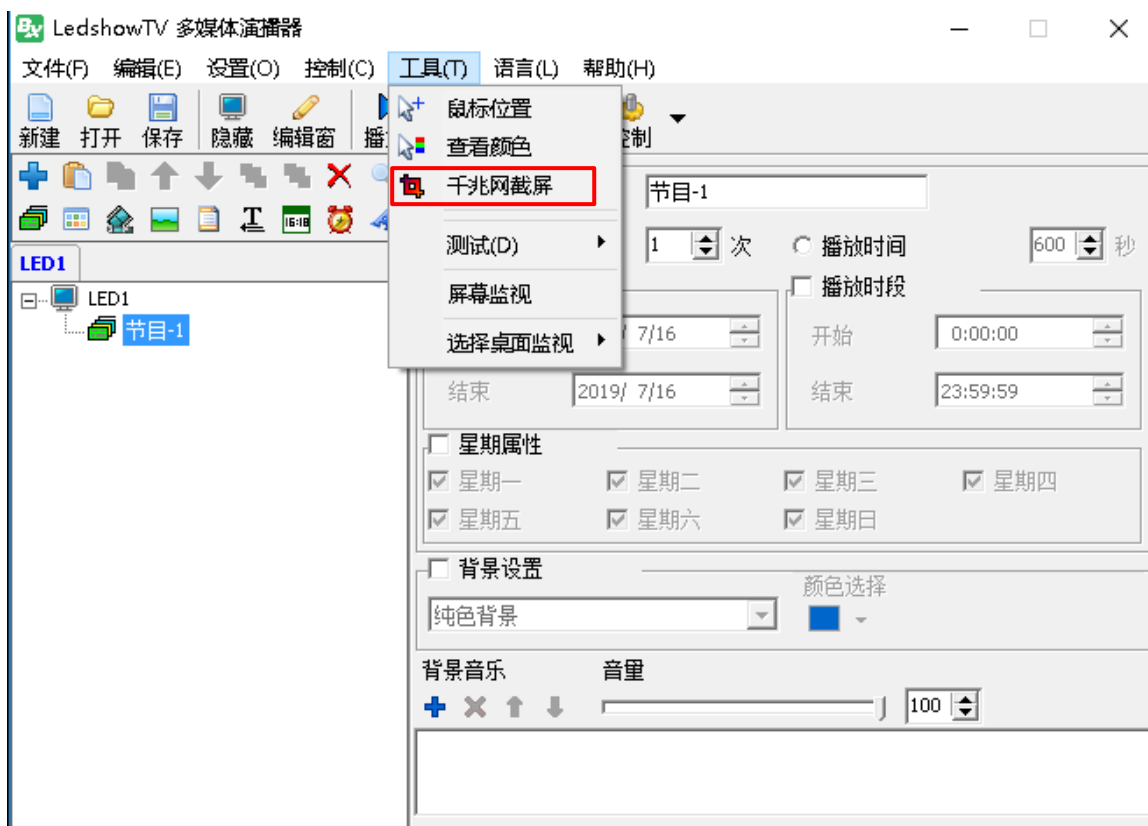 LedshowTV 多媒体演播器
文件(F) 编辑(E) 设置(O) 控制(C) 工具(T) 语言(L) 帮助(H)
新建 打开 保存 隐藏 编辑窗 播 制
鼠标位置
查看颜色
千兆网截屏
测试(D)
屏幕监视
选择桌面监视
16:18
LED1
LED1
节目-1
节目-1
1 次 播放时间 600 秒
播放时段
7/16 开始 0:00:00
结束 2019/ 7/16 结束 23:59:59
星期属性
星期一 星期二 星期三 星期四
星期五 星期六 星期日
背景设置
颜色选择
纯色背景
背景音乐 音量
100